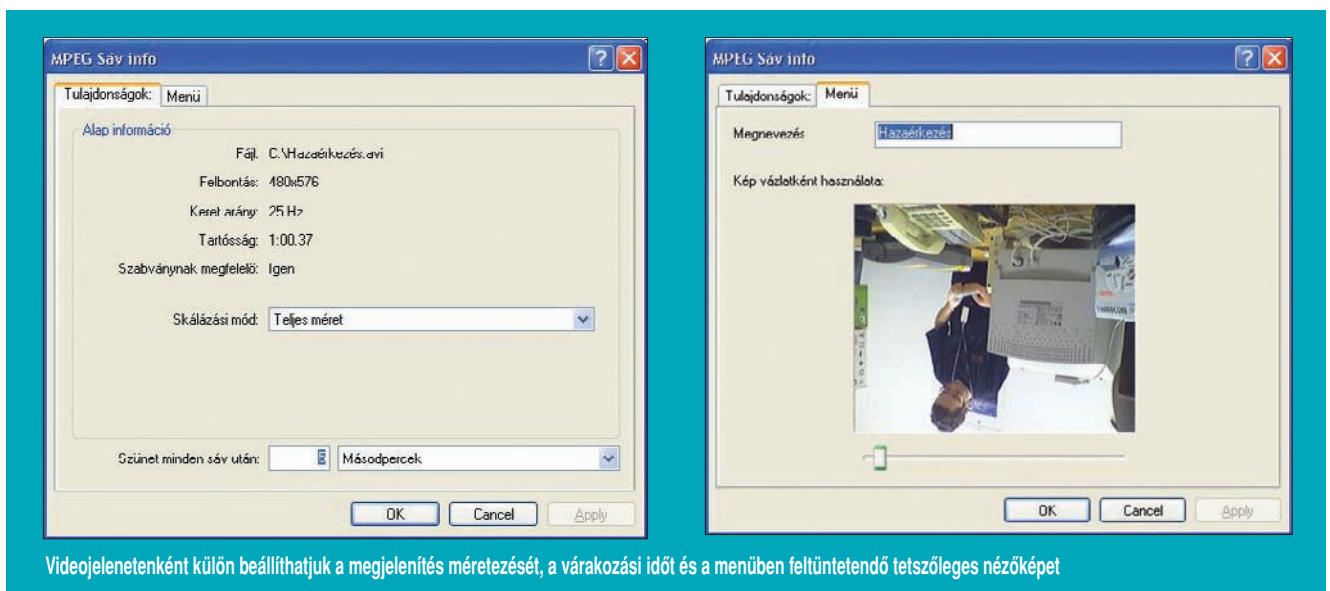 MPEG Sáv info
Tulajdonságok:
Menü
Alap információ
Fájl: C:\Hazaérkezés.avi
Felbontás: 480x576
Keret arány: 25 Hz
Tartósság: 1:00.37
Szabványnak megfelelő: Igen
Skálázási mód: Teljes méret
Szünet minden sáv után: Másodpercek
OK Cancel Apply
MPEG Sáv info
Tulajdonságok:
Menü
Megnevezés Hazaérkezés
Kép vázlatként használata:
OK Cancel Apply
Videojelenetenként külön beállíthatjuk a megjelenítés méretezését, a várakozási időt és a menüben feltüntetendő tetszőleges nézőképet